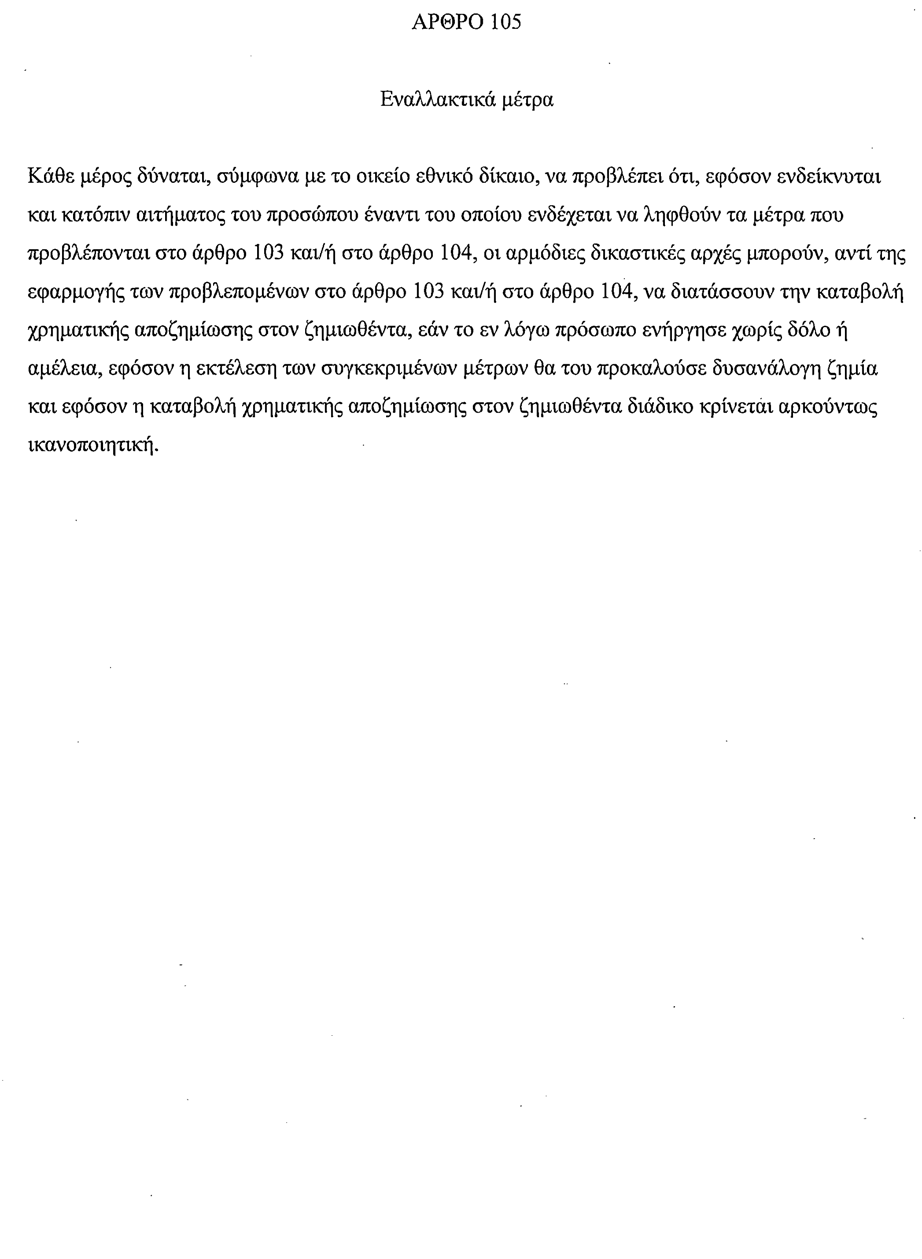 ΑΡΘΡΟ 105
Εναλλακτικά μέτρα
Κάθε μέρος δύναται, σύμφωνα με το οικείο εθνικό δίκαιο, να προβλέπει ότι, εφόσον ενδείκνυται
και κατόπιν αιτήματος του προσώπου έναντι του οποίου ενδέχεται να ληφθούν τα μέτρα που
προβλέπονται στο άρθρο 103 και/ή στο άρθρο 104, οι αρμόδιες δικαστικές αρχές μπορούν, αντί της
εφαρμογής των προβλεπομένων στο άρθρο 103 και/ή στο άρθρο 104, να διατάσσουν την καταβολή
χρηματικής αποζημίωσης στον ζημιωθέντα, εάν το εν λόγω πρόσωπο ενήργησε χωρίς δόλο ή
αμέλεια, εφόσον η εκτέλεση των συγκεκριμένων μέτρων θα του προκαλούσε δυσανάλογη ζημία
και εφόσον η καταβολή χρηματικής αποζημίωσης στον ζημιωθέντα διάδικο κρίνεται αρκούντως
ικανοποιητική.